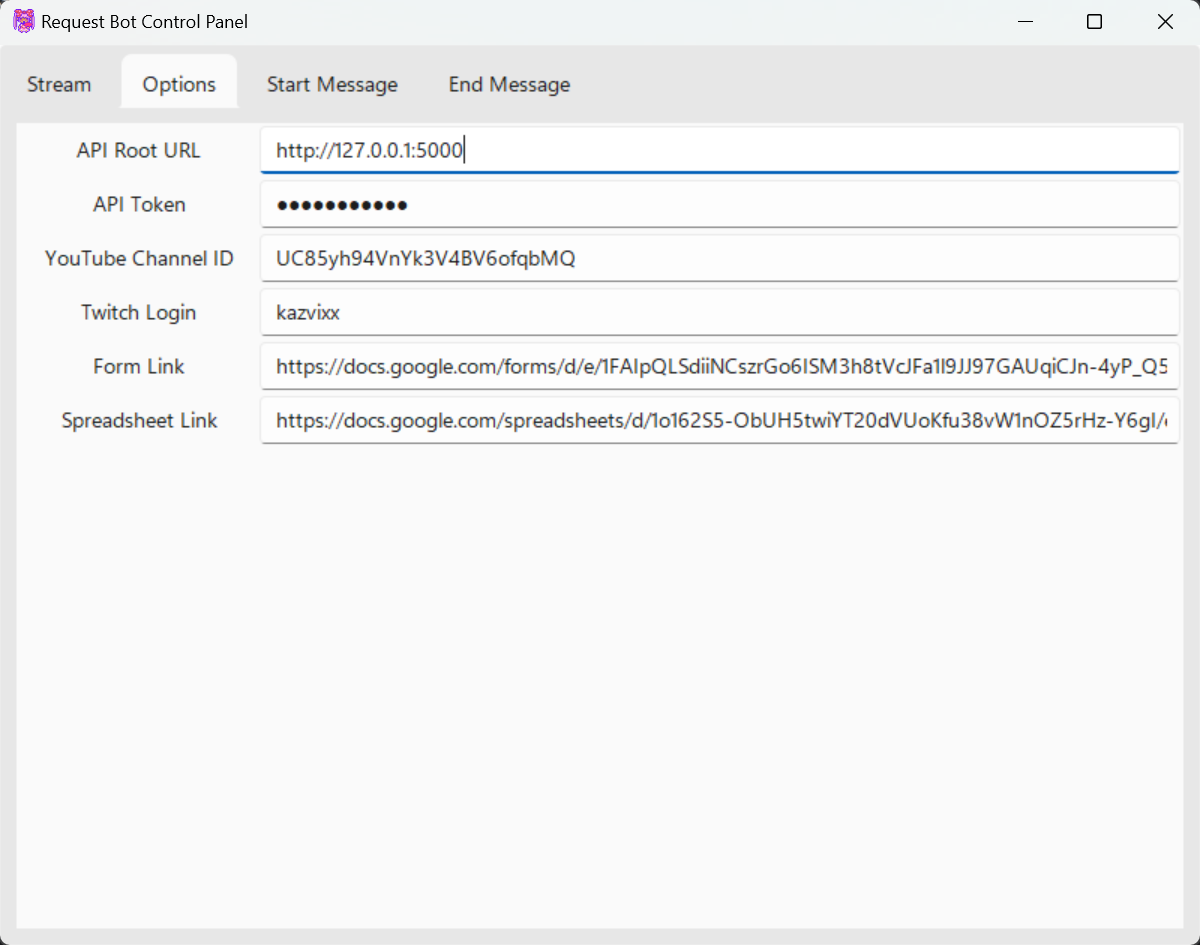 Request Bot Control Panel
Stream Options Start Message End Message
API Root URL http://127.0.0.1:5000
API Token ●●●●●●●●●●●
YouTube Channel ID UC85yh94VnYk3V4BV6ofqbMQ
Twitch Login kazvixx
Form Link https://docs.google.com/forms/d/e/1FAIpQLSdiiNCszrGo6ISM3h8tVcJFa1l9JJ97GAUqiCJn-4yP_Q5
Spreadsheet Link https://docs.google.com/spreadsheets/d/1o162S5-ObUH5twiYT20dVUoKfu38vW1nOZ5rHz-Y6gI/